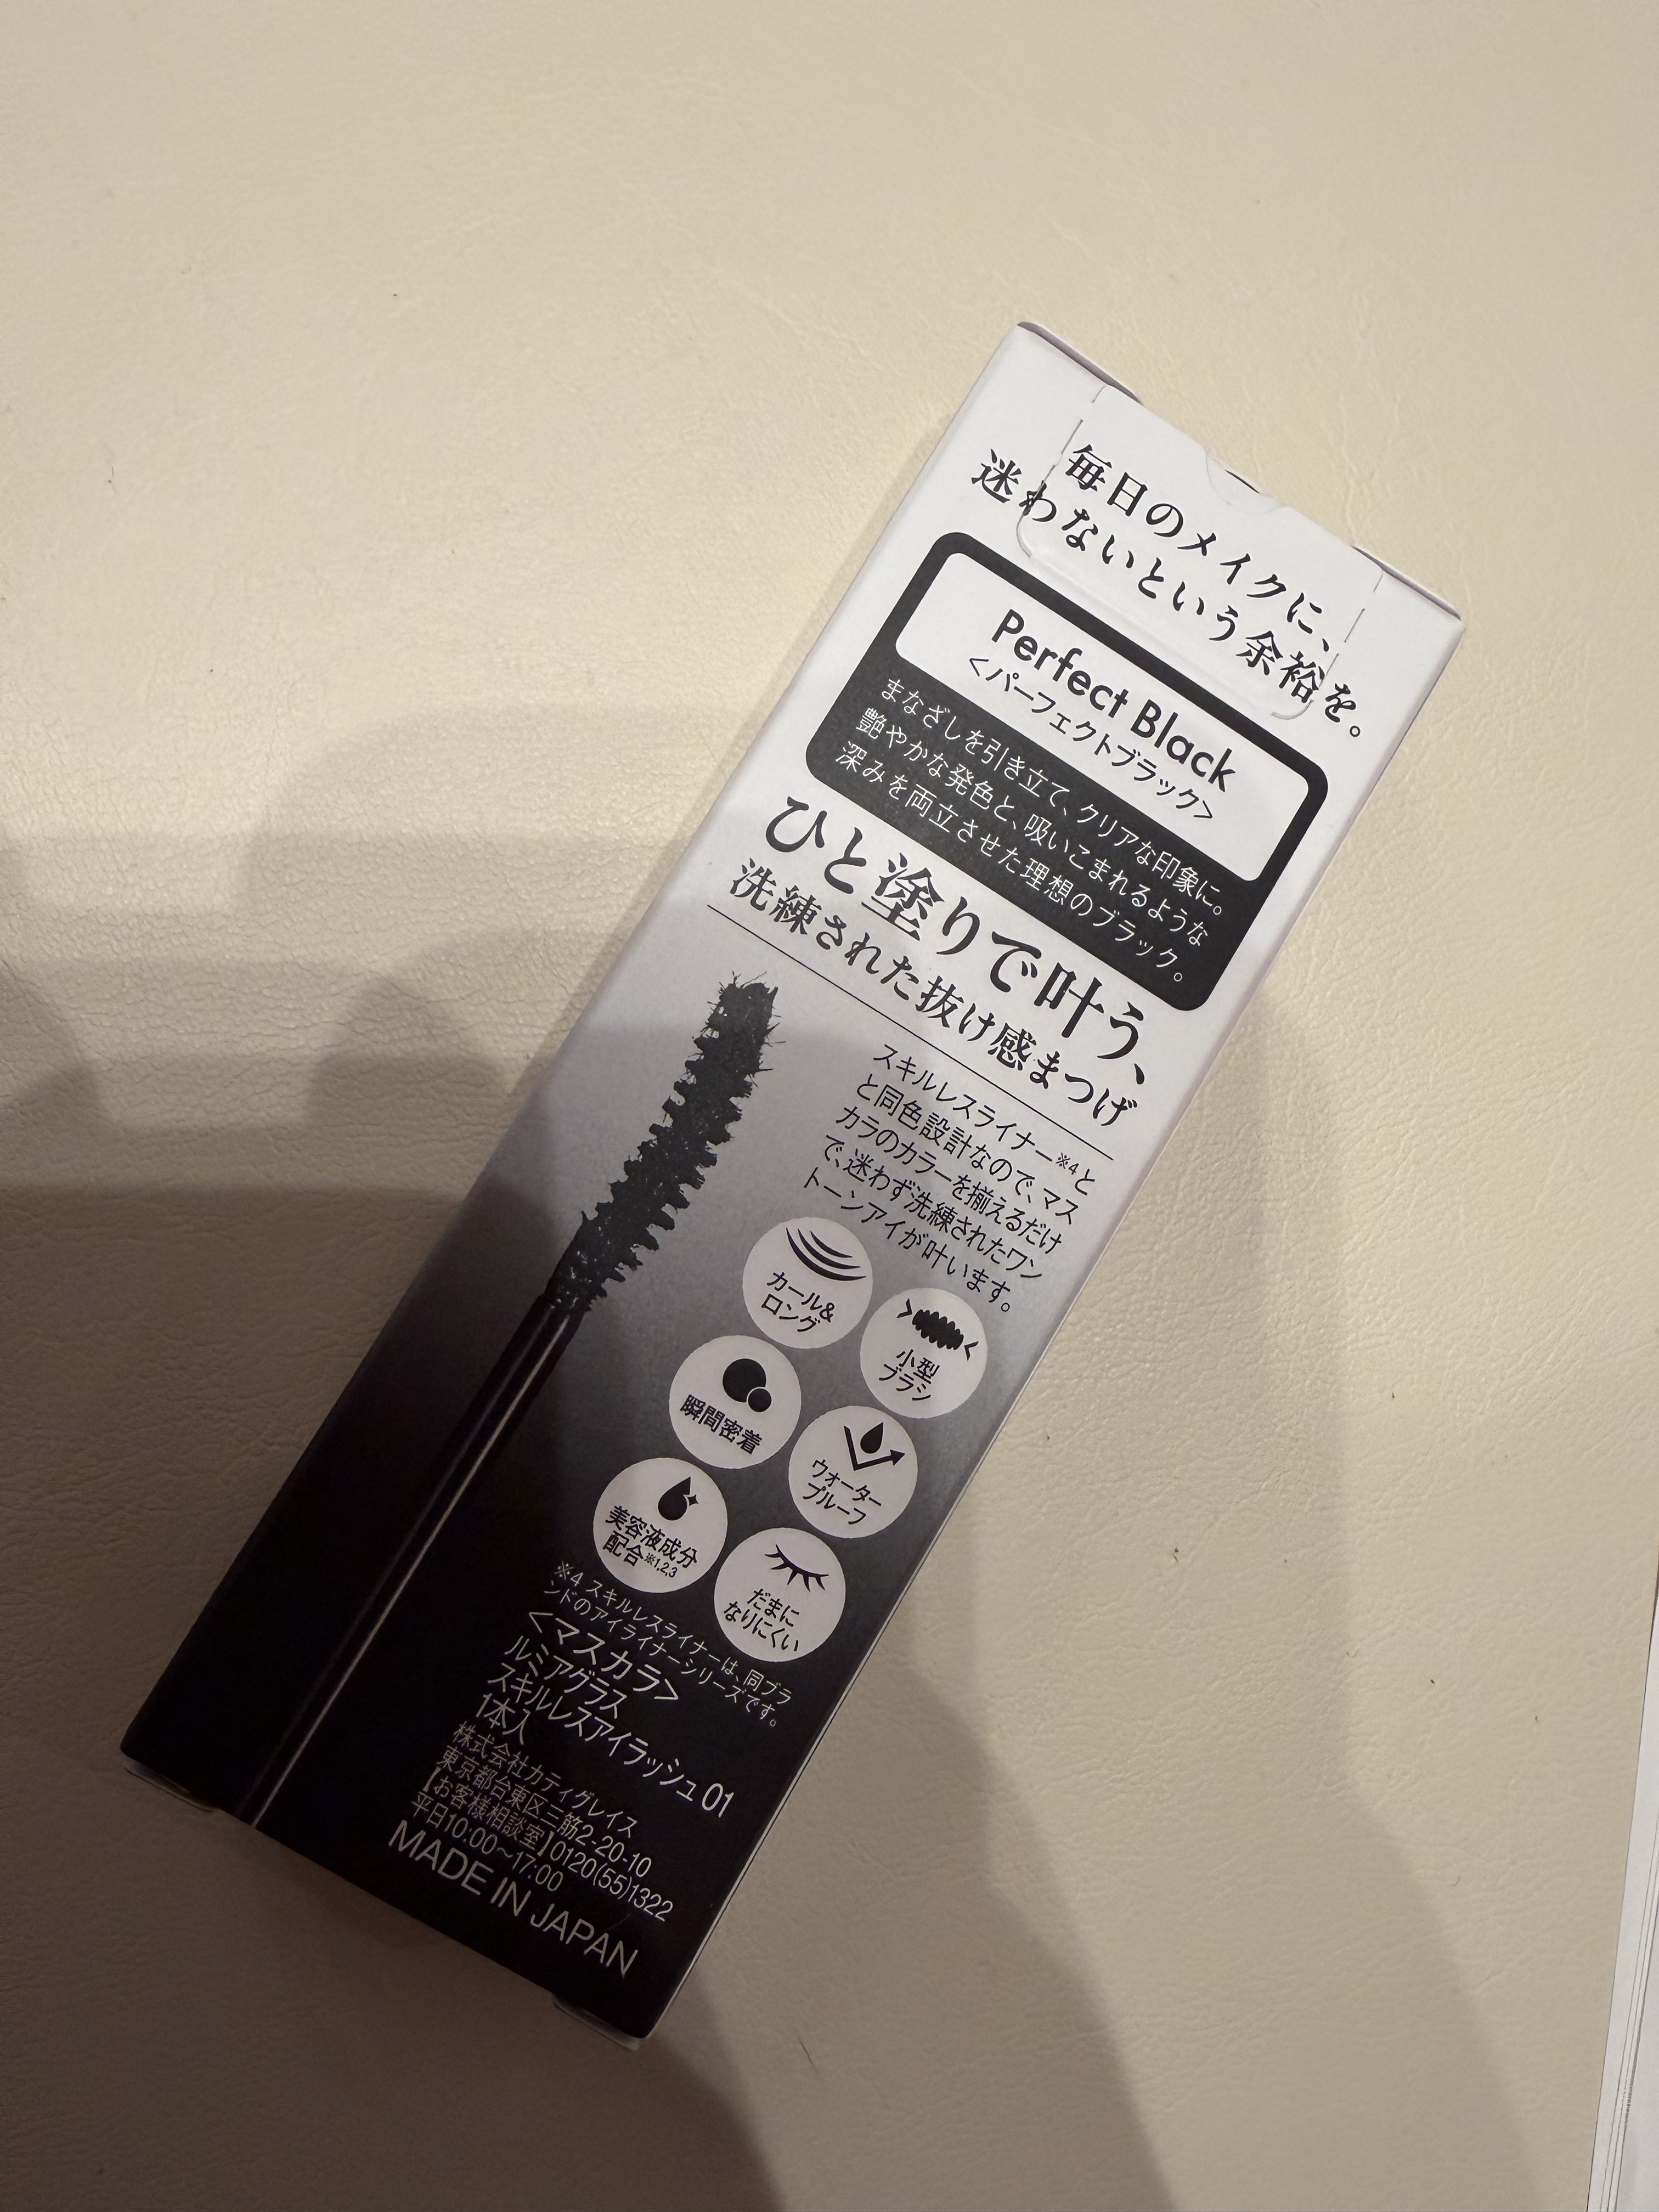 毎日のメイクに、
迷わないという余裕を。
Perfect Black
<パーフェクトブラック>
まなざしを引き立て、クリアな印象に。
艶やかな発色と、吸いこまれるような
深みを両立させた理想のブラック。
ひと塗りで叶う、
洗練された抜け感まつげ
スキルレスライナー※4と
と同色設計なので、マス
カラのカラーを揃えるだけ
で、迷わず洗練されたワン
トーンアイが叶います。
カール&
ロング
小型
ブラシ
瞬間密着
ウォーター
プルーフ
美容液成分
配合※1,2,3
だまに
なりにくい
※4 スキルレスライナーは、同ブラ
ンドのアイライナーシリーズです。
<マスカラ>
ルミアグラス
スキルレスアイラッシュ 01
1本入
株式会社カティグレイス
東京都台東区三筋2-20-10
【お客様相談室】0120(55)1322
平日10:00〜17:00
MADE IN JAPAN